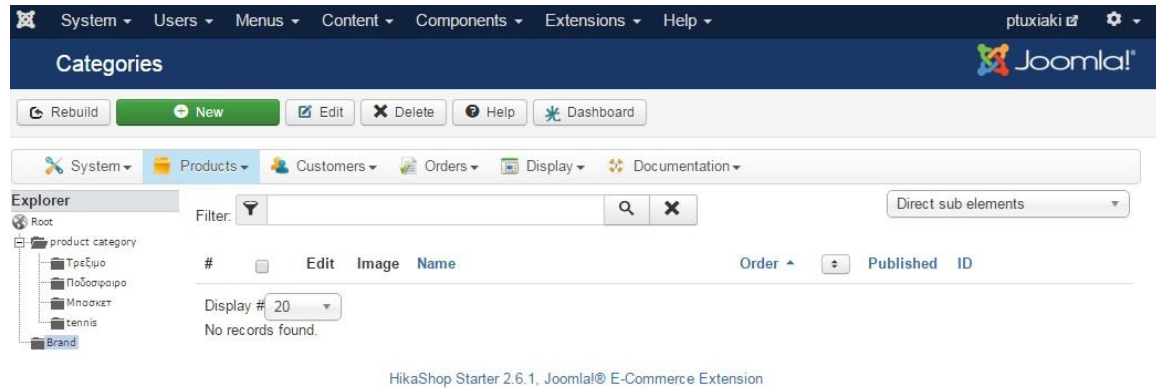 System Users Menus Content Components Extensions Help ptuxiaki
Categories Joomla!®
Rebuild New Edit Delete Help Dashboard
System Products Customers Orders Display Documentation
Explorer
Root
product category
Τρεξιμο
Ποδοσφαιρο
Μπασκετ
tennis
Brand
Filter: Direct sub elements
# Edit Image Name Order Published ID
Display # 20
No records found.
HikaShop Starter 2.6.1, Joomla!® E-Commerce Extension